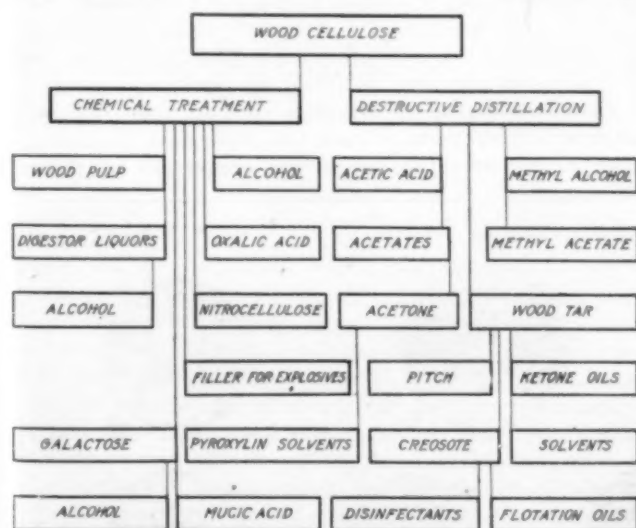 WOOD CELLULOSE
CHEMICAL TREATMENT
DESTRUCTIVE DISTILLATION
WOOD PULP
ALCOHOL
ACETIC ACID
METHYL ALCOHOL
DIGESTOR LIQUORS
OXALIC ACID
ACETATES
METHYL ACETATE
ALCOHOL
NITROCELLULOSE
ACETONE
WOOD TAR
FILLER FOR EXPLOSIVES
PITCH
KETONE OILS
GALACTOSE
PYROXYLIN SOLVENTS
CREOSOTE
SOLVENTS
ALCOHOL
MUCIC ACID
DISINFECTANTS
FLOTATION OILS